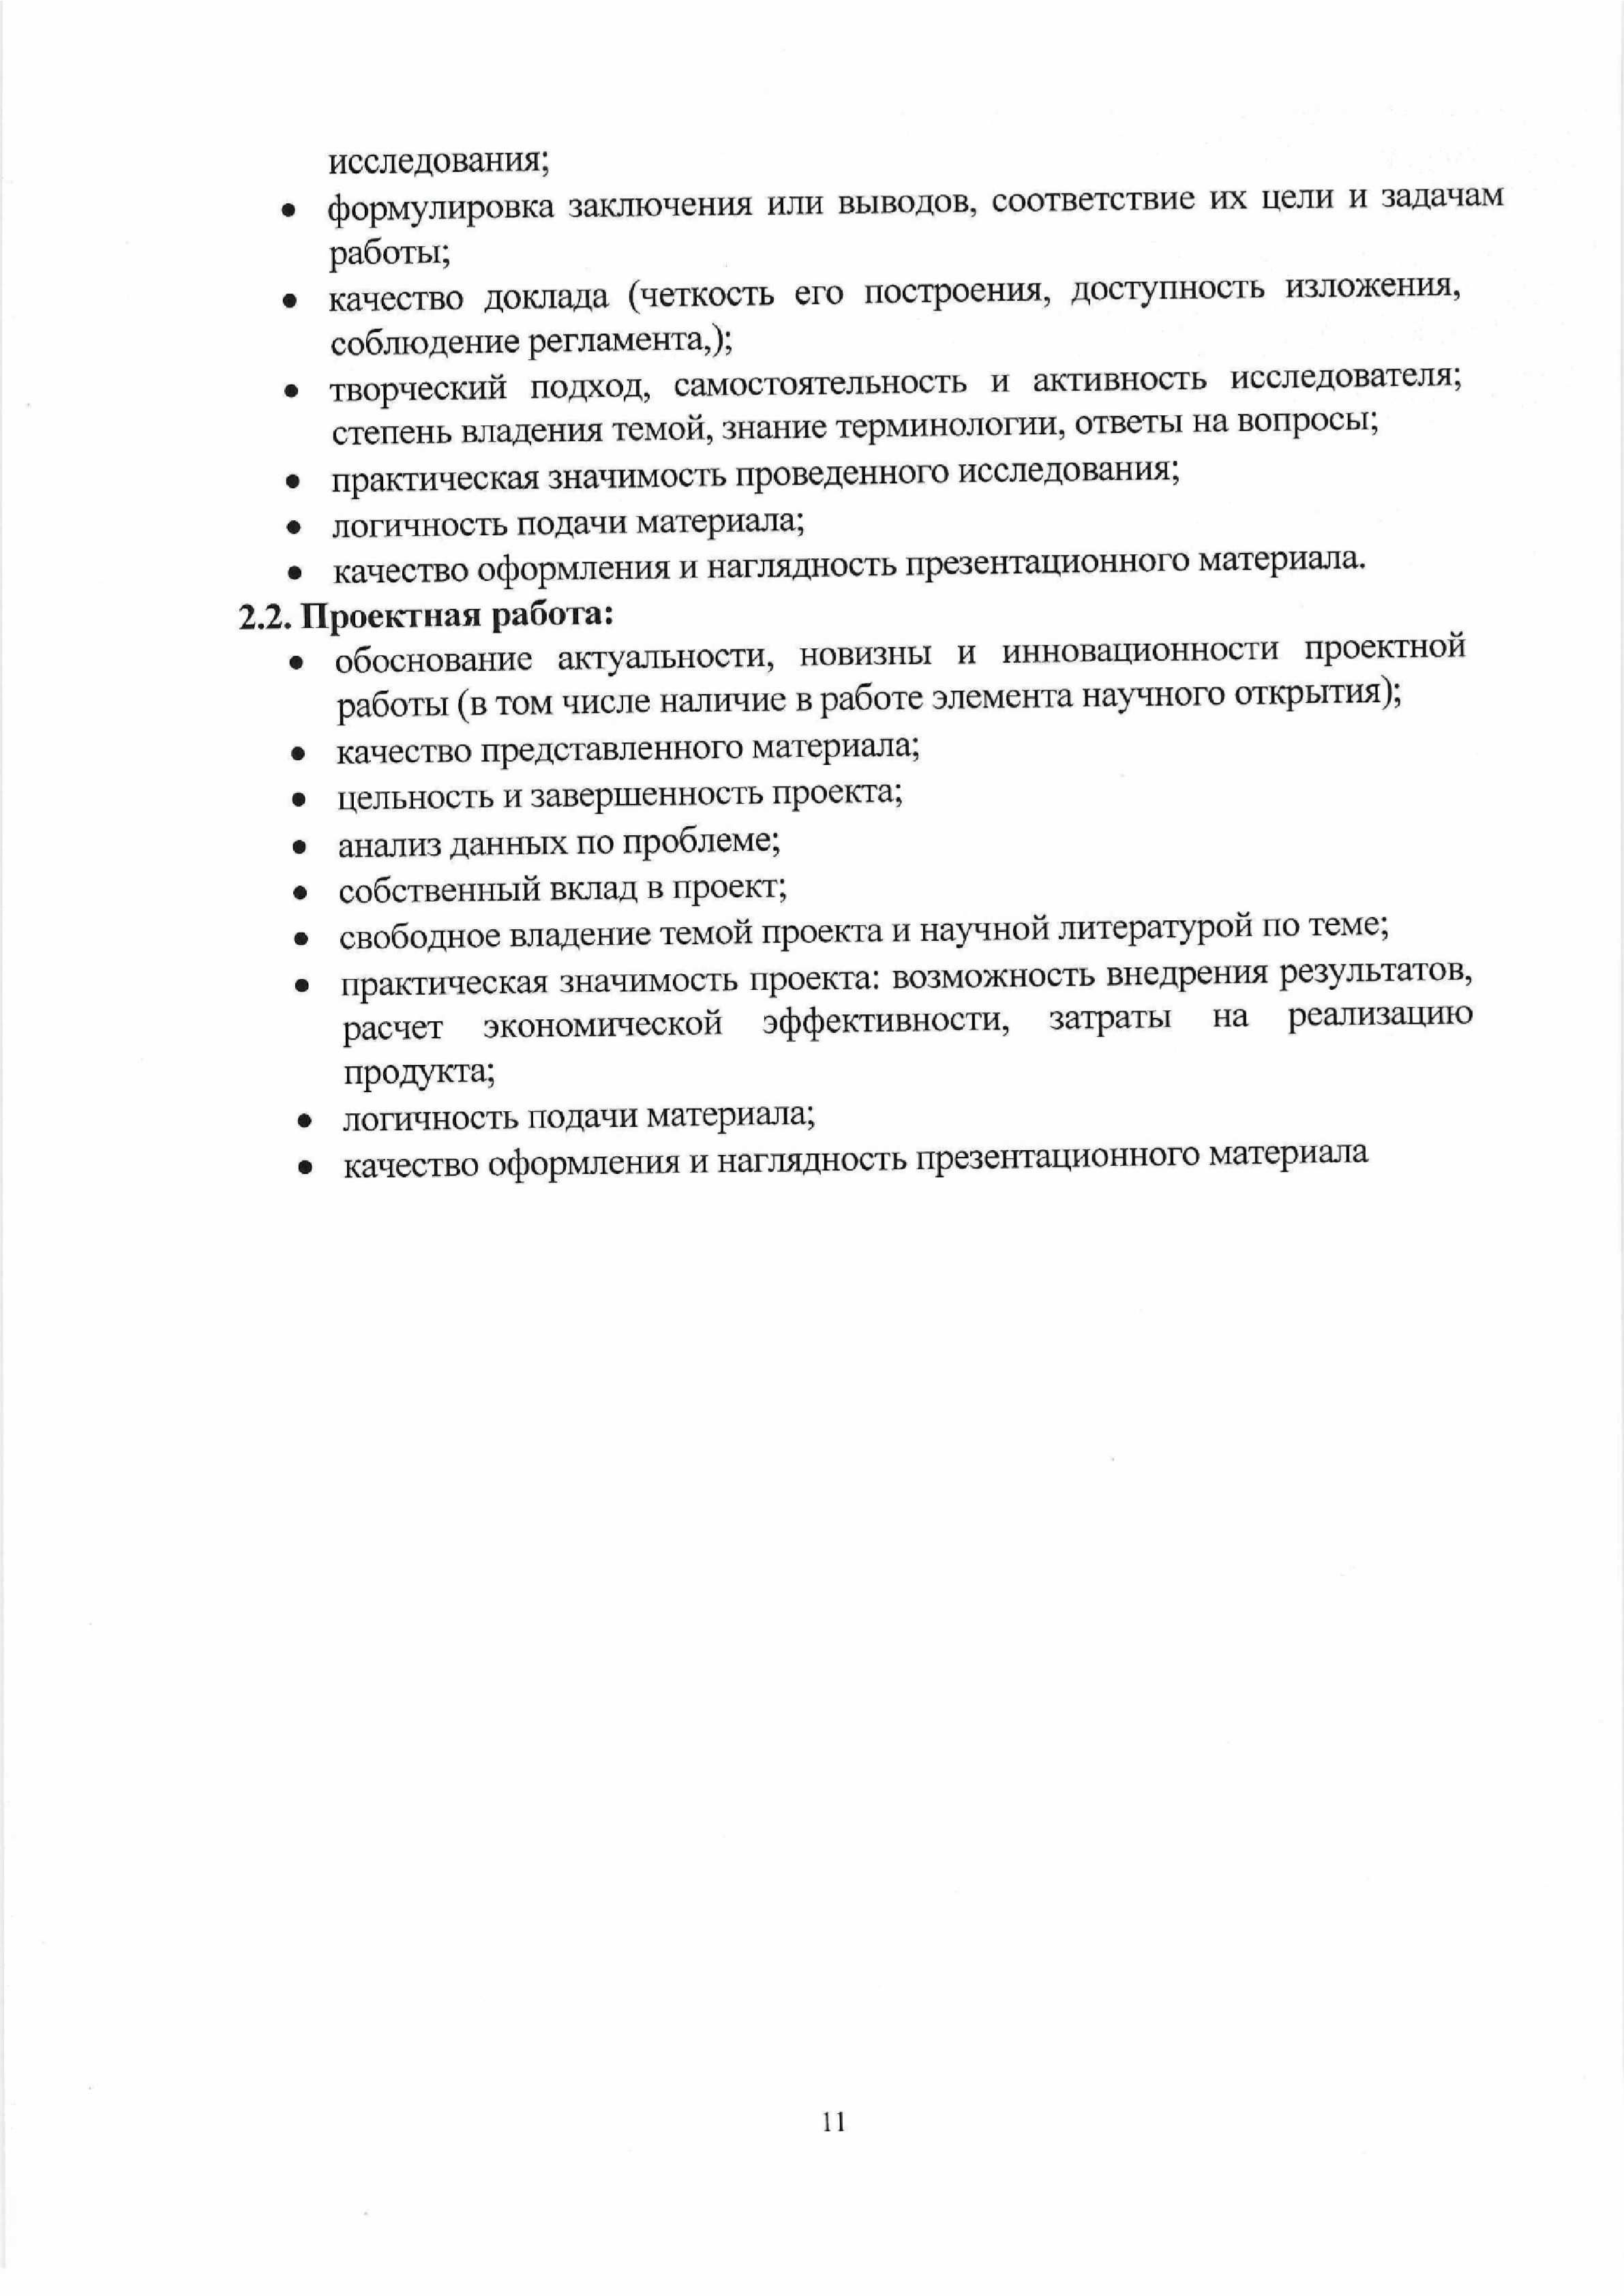 исследования;
• формулировка заключения или выводов, соответствие их цели и задачам
работы;
• качество доклада (четкость его построения, доступность изложения,
соблюдение регламента,);
• творческий подход, самостоятельность и активность исследователя;
степень владения темой, знание терминологии, ответы на вопросы;
• практическая значимость проведенного исследования;
• логичность подачи материала;
• качество оформления и наглядность презентационного материала.
2.2. Проектная работа:
• обоснование актуальности, новизны и инновационности проектной
работы (в том числе наличие в работе элемента научного открытия);
• качество представленного материала;
• цельность и завершенность проекта;
• анализ данных по проблеме;
• собственный вклад в проект;
• свободное владение темой проекта и научной литературой по теме;
• практическая значимость проекта: возможность внедрения результатов,
расчет экономической эффективности, затраты на реализацию
продукта;
• логичность подачи материала;
• качество оформления и наглядность презентационного материала
11